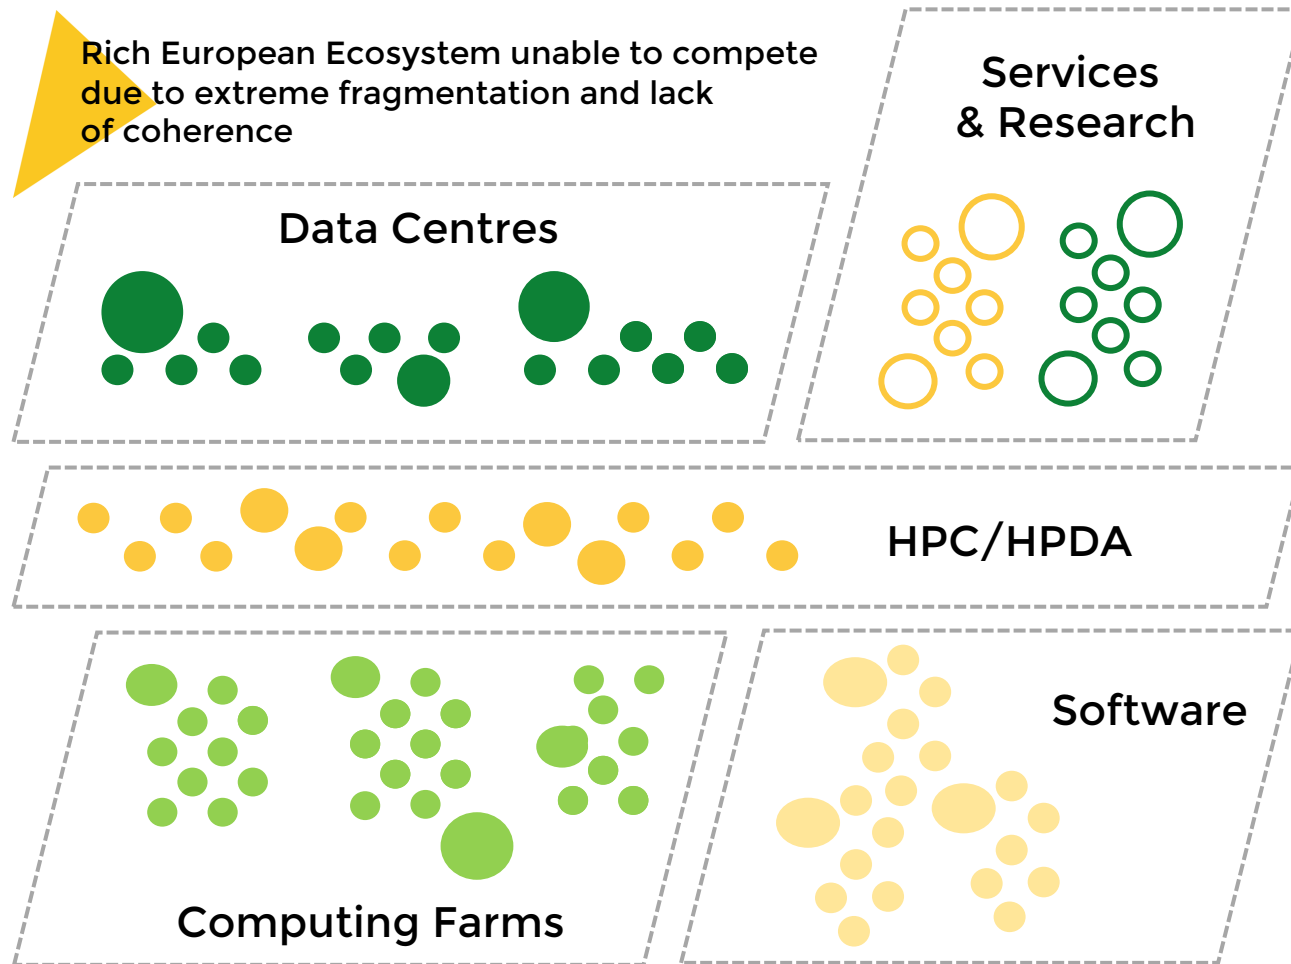 Rich European Ecosystem unable to compete
due to extreme fragmentation and lack
of coherence
Services
& Research
Data Centres
HPC/HPDA
Software
Computing Farms